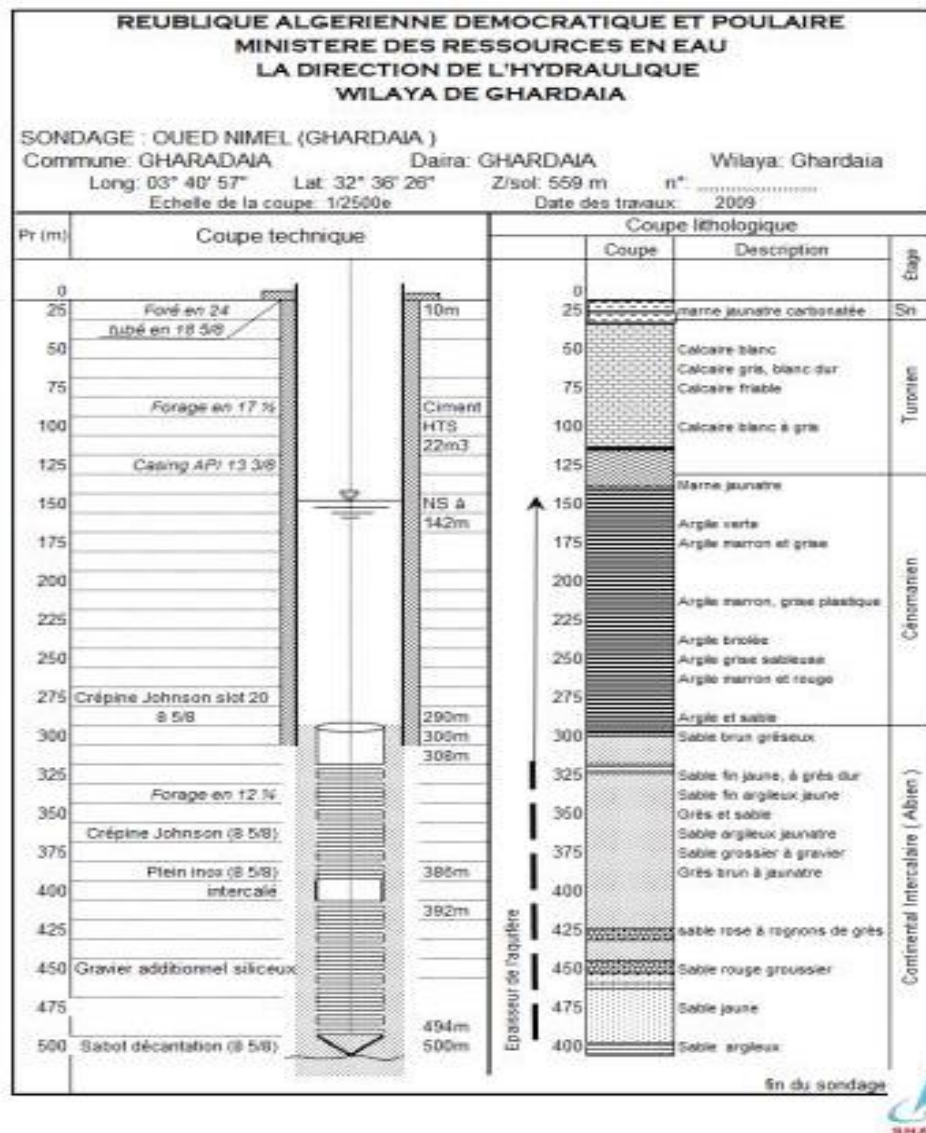 REUBLIQUE ALGERIENNE DEMOCRATIQUE ET POULAIRE
MINISTERE DES RESSOURCES EN EAU
LA DIRECTION DE L'HYDRAULIQUE
WILAYA DE GHARDAIA
SONDAGE : OUED NIMEL (GHARDAIA )
Commune: GHARADAIA Daira: GHARDAIA Wilaya: Ghardaia
Long: 03° 40' 57" Lat: 32° 36' 26" Z/sol: 559 m n°: ......................
Echelle de la coupe: 1/2500e Date des travaux: 2009
Pr (m)
Coupe technique
Coupe lithologique
Coupe
Description
Étage
0
25
50
75
100
125
150
175
200
225
250
275
300
325
350
375
400
425
450
475
500
Foré en 24
tubé en 18 5/8
Forage en 17 ½
Casing API 13 3/8
Crépine Johnson slot 20
8 5/8
Forage en 12 ¼
Crépine Johnson (8 5/8)
Plein inox (8 5/8)
intercalé
Gravier additionnel siliceux
Sabot décantation (8 5/8)
10m
Ciment
HTS
22m3
NS à
142m
290m
300m
308m
386m
392m
494m
500m
Epaisseur de l'aquifère
0
25
50
75
100
125
150
175
200
225
250
275
300
325
350
375
400
425
450
475
400
marne jaunatre carbonatée
Calcaire blanc
Calcaire gris, blanc dur
Calcaire friable
Calcaire blanc à gris
Marne jaunatre
Argile verte
Argile marron et grise
Argile marron, grise plastique
Argile briolée
Argile grise sableuse
Argile marron et rouge
Argile et sable
Sable brun gréseux
Sable fin jaune, à grès dur
Sable fin argileux jaune
Grès et sable
Sable argileux jaunatre
Sable grossier à gravier
Grès brun à jaunatre
sable rose à rognons de grès
Sable rouge grouissier
Sable jaune
Sable argileux
Sn
Turonien
Cénomanien
Continental Intercalaire ( Albien )
fin du sondage